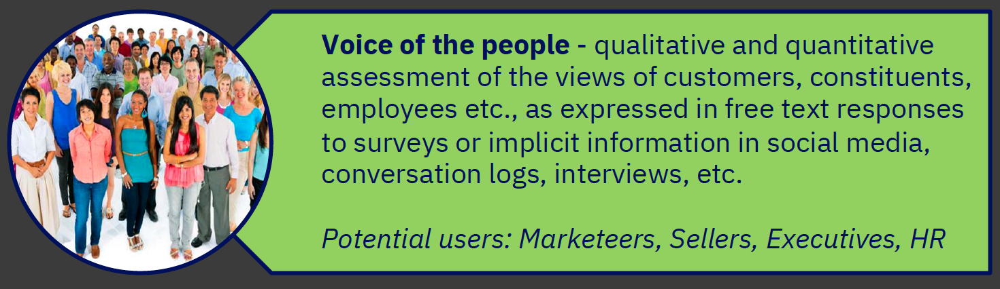 Voice of the people - qualitative and quantitative
assessment of the views of customers, constituents,
employees etc., as expressed in free text responses
to surveys or implicit information in social media,
conversation logs, interviews, etc.
Potential users: Marketeers, Sellers, Executives, HR